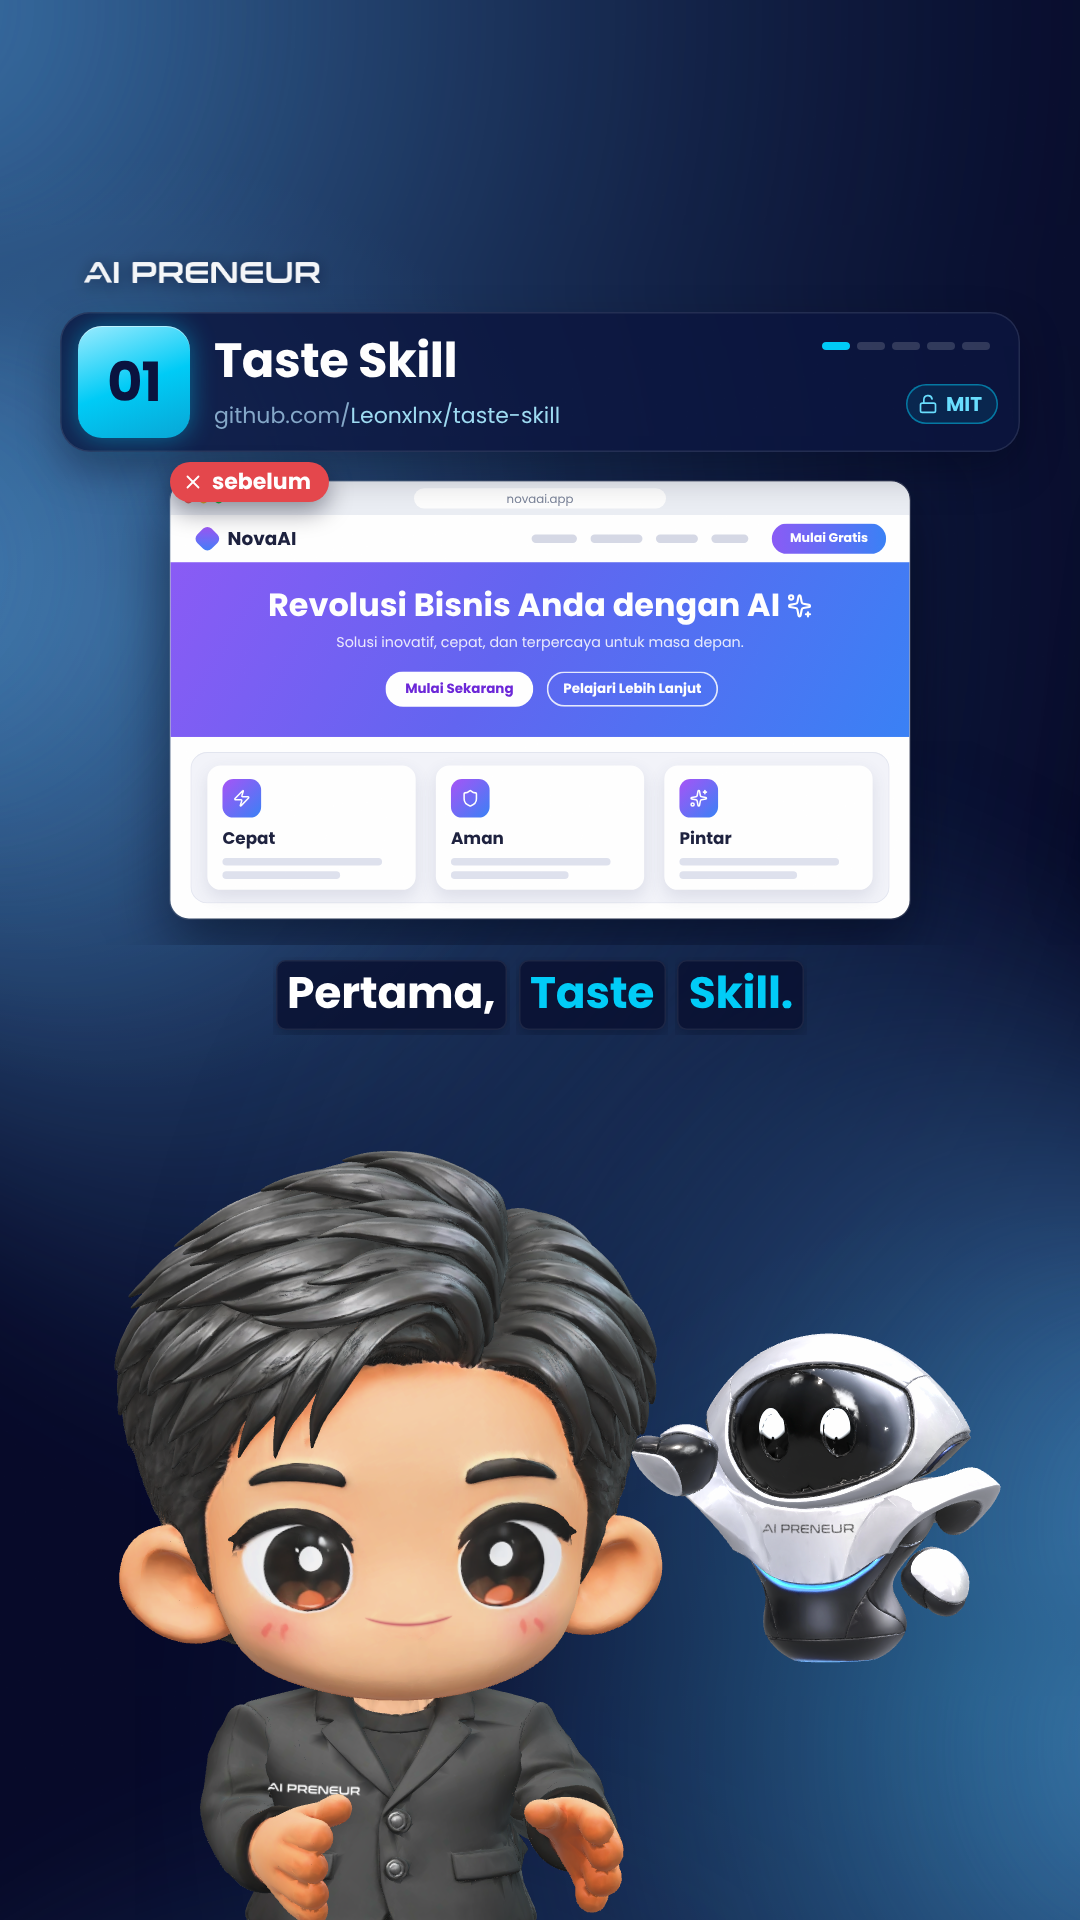 AI PRENEUR
01
Taste Skill
github.com/Leonxlnx/taste-skill
MIT
sebelum
novaai.app
NovaAI
Mulai Gratis
Revolusi Bisnis Anda dengan AI
Solusi inovatif, cepat, dan terpercaya untuk masa depan.
Mulai Sekarang
Pelajari Lebih Lanjut
Cepat
Aman
Pintar
Pertama, Taste Skill.
AI PRENEUR
AI PRENEUR